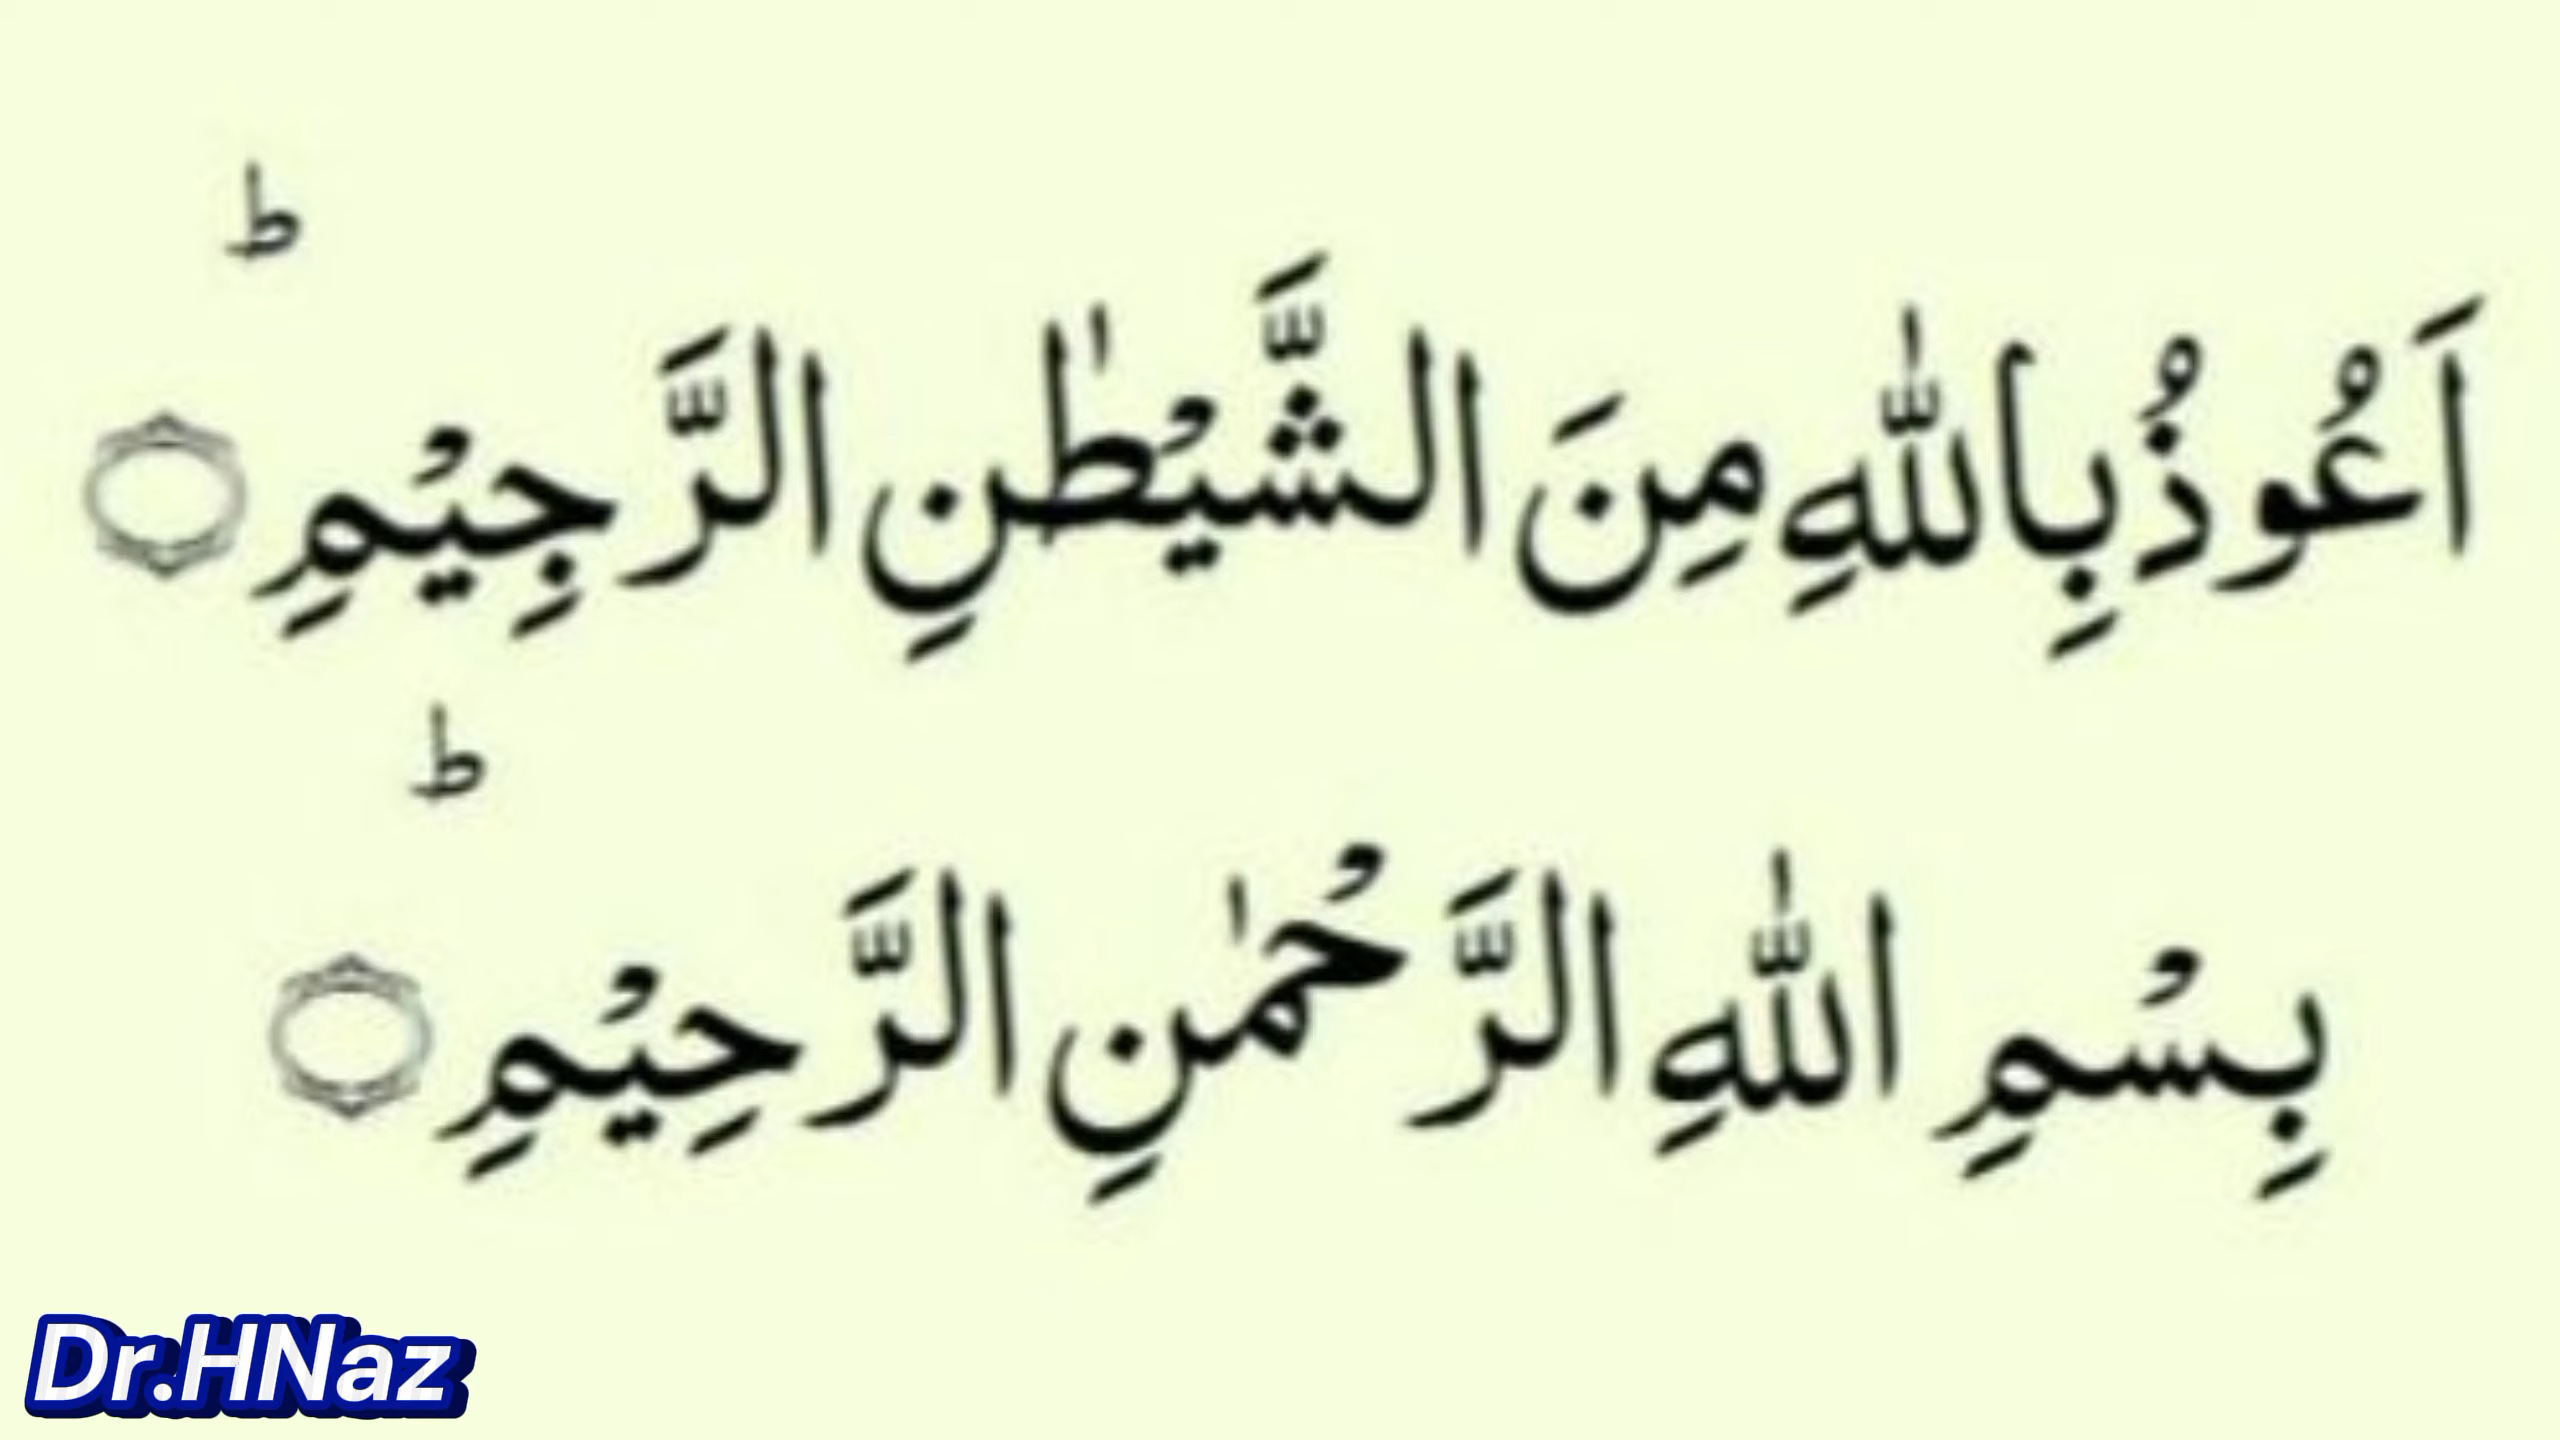 اَعُوذُبِاللّٰهِ مِنَ الشَّيْطٰنِ الرَّجِيْمِ ؕ ۝
بِسْمِ اللّٰهِ الرَّحْمٰنِ الرَّحِيْمِ ؕ ۝
Dr.HNaz